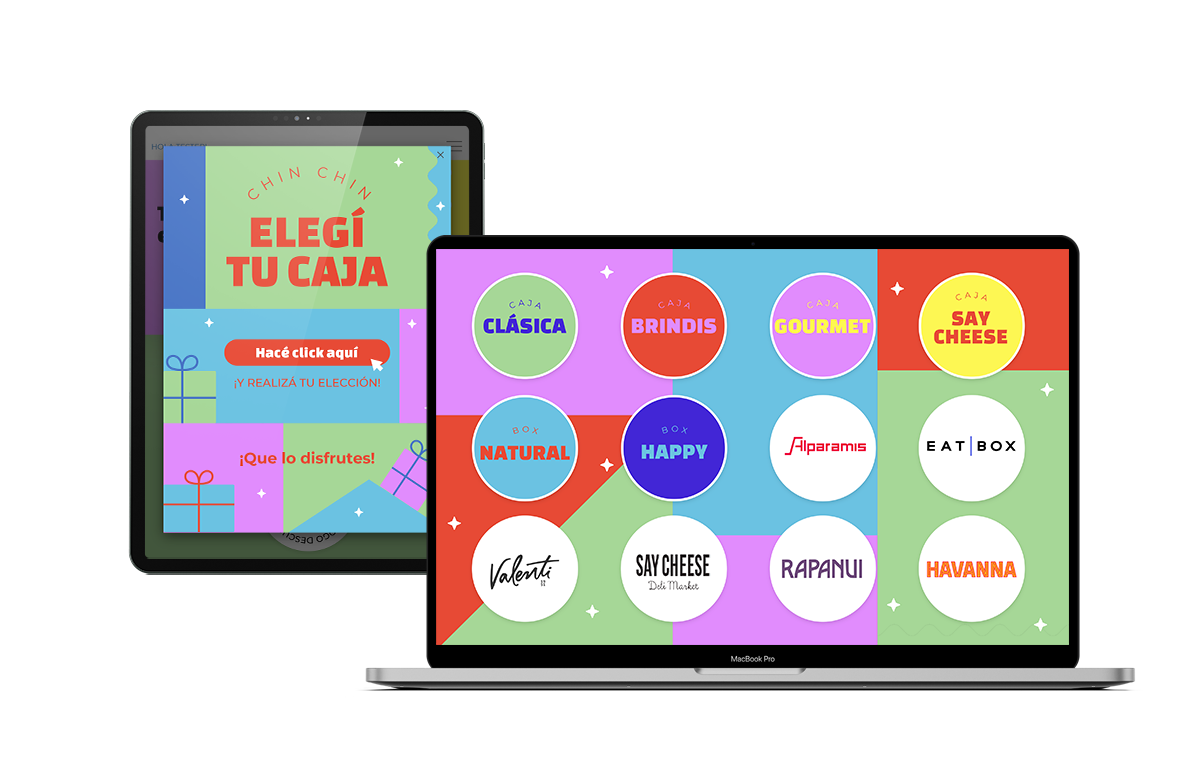 HOLA
CHIN CHIN
ELEGÍ
TU CAJA
Hacé click aquí
¡Y REALIZÁ TU ELECCIÓN!
¡Que lo disfrutes!
CAJA
CLÁSICA
CAJA
BRINDIS
CAJA
GOURMET
CAJA
SAY
CHEESE
BOX
NATURAL
BOX
HAPPY
Alparamis
EAT|BOX
Valenti
SAY CHEESE
Deli Market
RAPANUI
HAVANNA
MacBook Pro